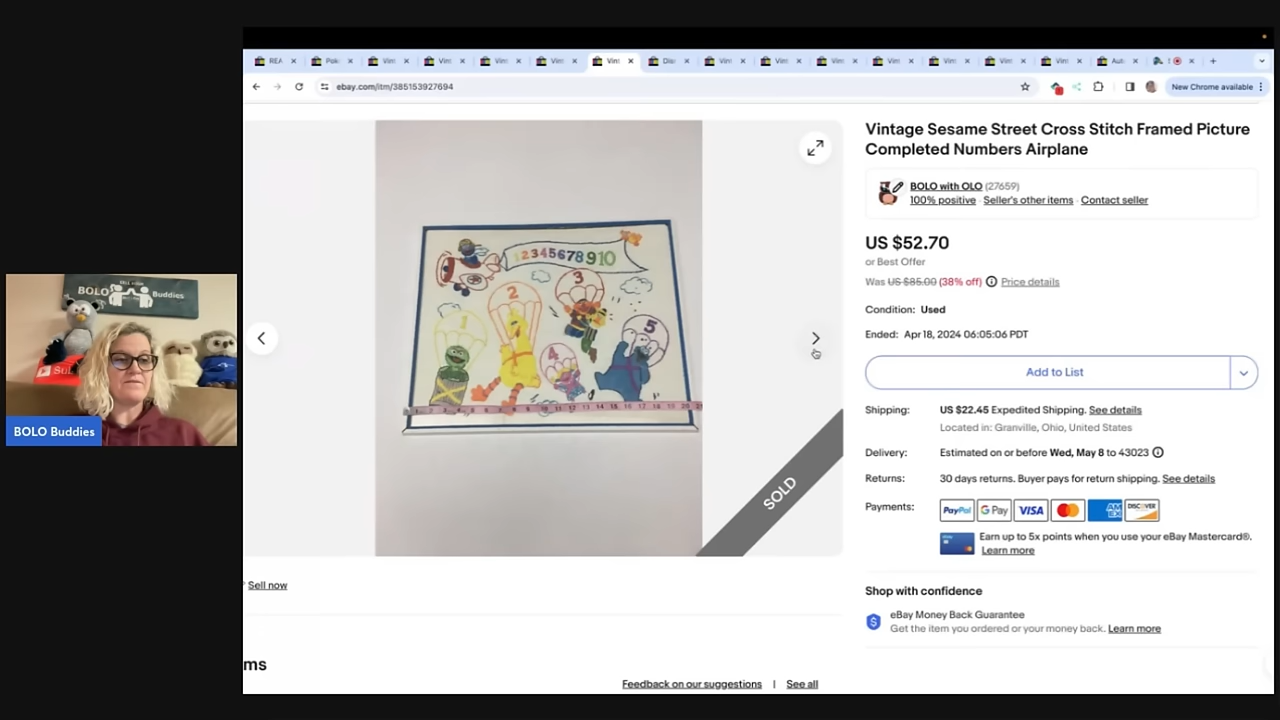 ebay.com/itm/385153927694
New Chrome available
Vintage Sesame Street Cross Stitch Framed Picture
Completed Numbers Airplane
BOLO with OLO (27659)
100% positive · Seller's other items · Contact seller
US $52.70
or Best Offer
Was US $85.00 (38% off) Price details
Condition: Used
Ended: Apr 18, 2024 06:05:06 PDT
Add to List
Shipping: US $22.45 Expedited Shipping. See details
Located in: Granville, Ohio, United States
Delivery: Estimated on or before Wed, May 8 to 43023
Returns: 30 days returns. Buyer pays for return shipping. See details
Payments: PayPal G Pay VISA AM EX DISCOVER
Earn up to 5x points when you use your eBay Mastercard®.
Learn more
Shop with confidence
eBay Money Back Guarantee
Get the item you ordered or your money back. Learn more
12345678910
1
2
3
4
5
SOLD
Sell now
ms
Feedback on our suggestions | See all
BOLO Buddies
BOLO Buddies